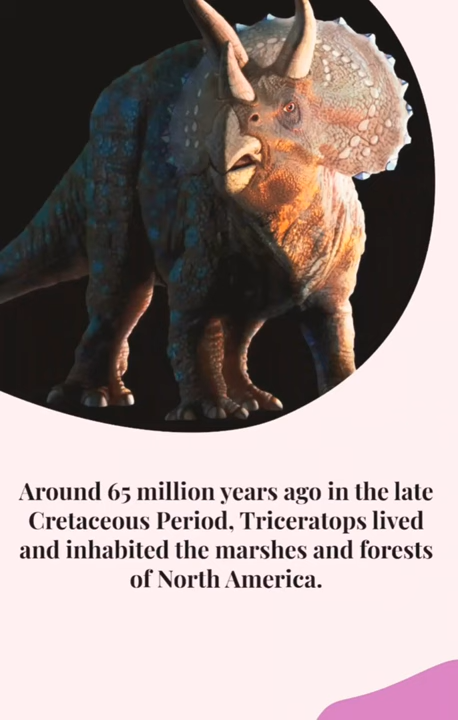 Around 65 million years ago in the late
Cretaceous Period, Triceratops lived
and inhabited the marshes and forests
of North America.